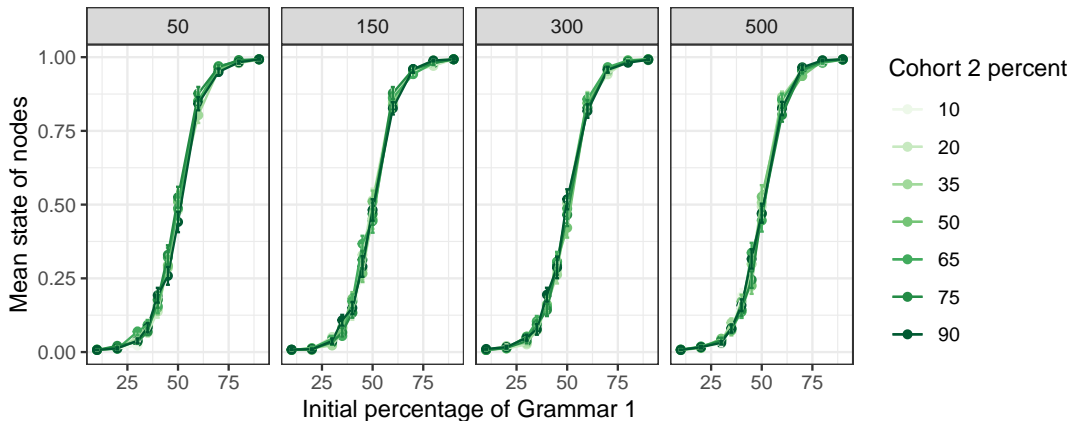 50 150 300 500
Mean state of nodes
1.00
0.75
0.50
0.25
0.00
25 50 75 25 50 75 25 50 75 25 50 75
Initial percentage of Grammar 1
Cohort 2 percent
10
20
35
50
65
75
90